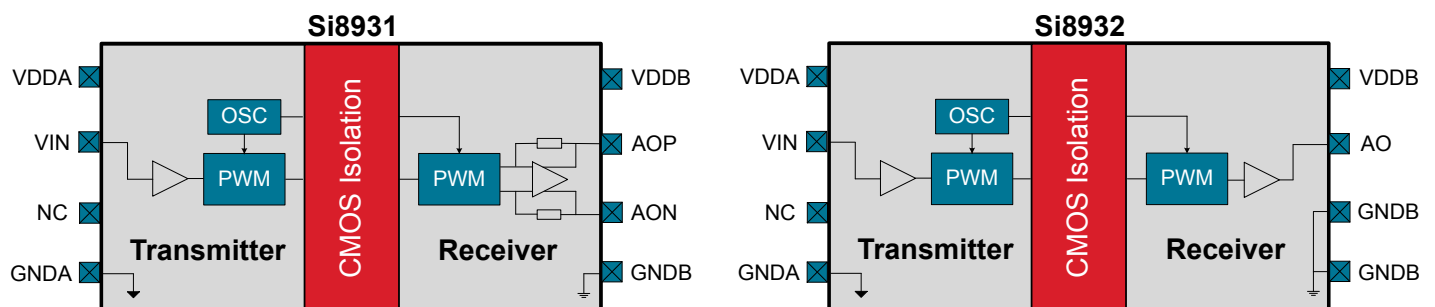 Si8931
VDDA
VIN
NC
GNDA
OSC
PWM
Transmitter
CMOS Isolation
PWM
Receiver
VDDB
AOP
AON
GNDB
Si8932
VDDA
VIN
NC
GNDA
OSC
PWM
Transmitter
CMOS Isolation
PWM
Receiver
VDDB
AO
GNDB
GNDB